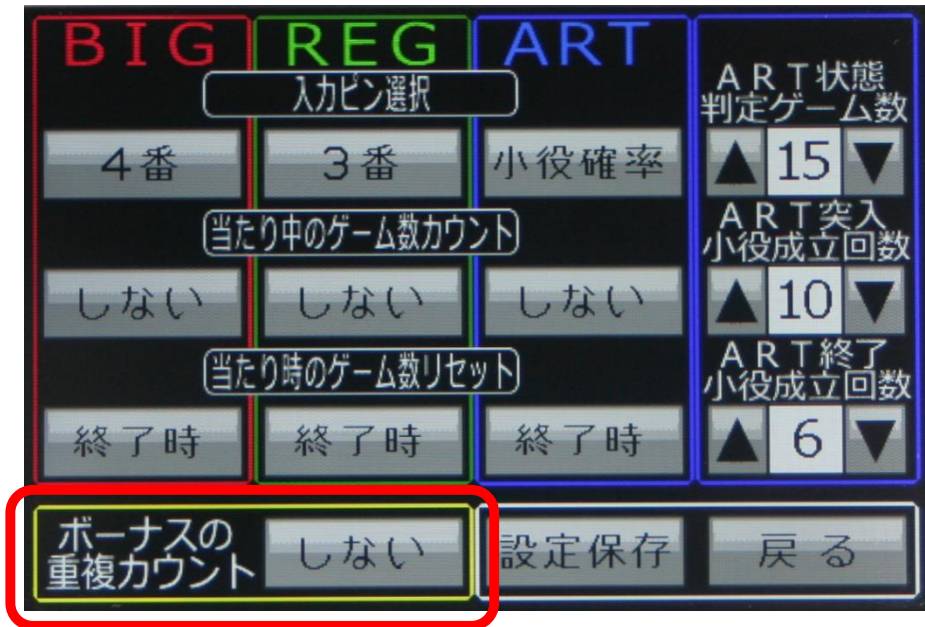 BIG REG ART
入力ピン選択
4番 3番 小役確率
当たり中のゲーム数カウント
しない しない しない
当たり時のゲーム数リセット
終了時 終了時 終了時
ART状態
判定ゲーム数
▲ 15 ▼
ART突入
小役成立回数
▲ 10 ▼
ART終了
小役成立回数
▲ 6 ▼
ボーナスの
重複カウント
しない
設定保存
戻る